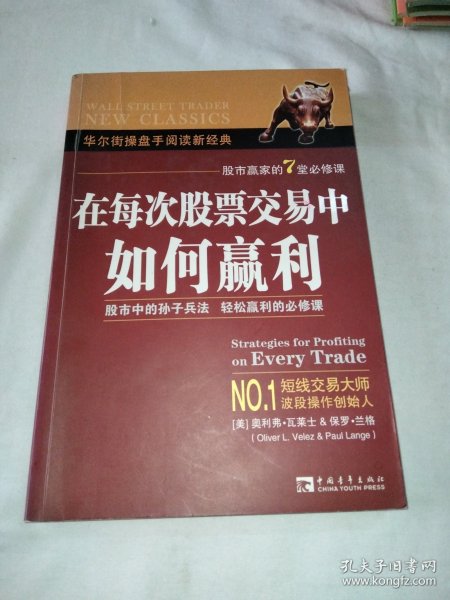 WALL STREET TRADER
NEW CLASSICS
华尔街操盘手阅读新经典
股市赢家的7堂必修课
在每次股票交易中
如何赢利
股市中的孙子兵法 轻松赢利的必修课
Strategies for Profiting
on Every Trade
NO.1 短线交易大师
波段操作创始人
[美] 奥利弗·瓦莱士 & 保罗·兰格
(Oliver L. Velez & Paul Lange)
中国青年出版社
CHINA YOUTH PRESS
孔夫子旧书网
www.kongfz.com